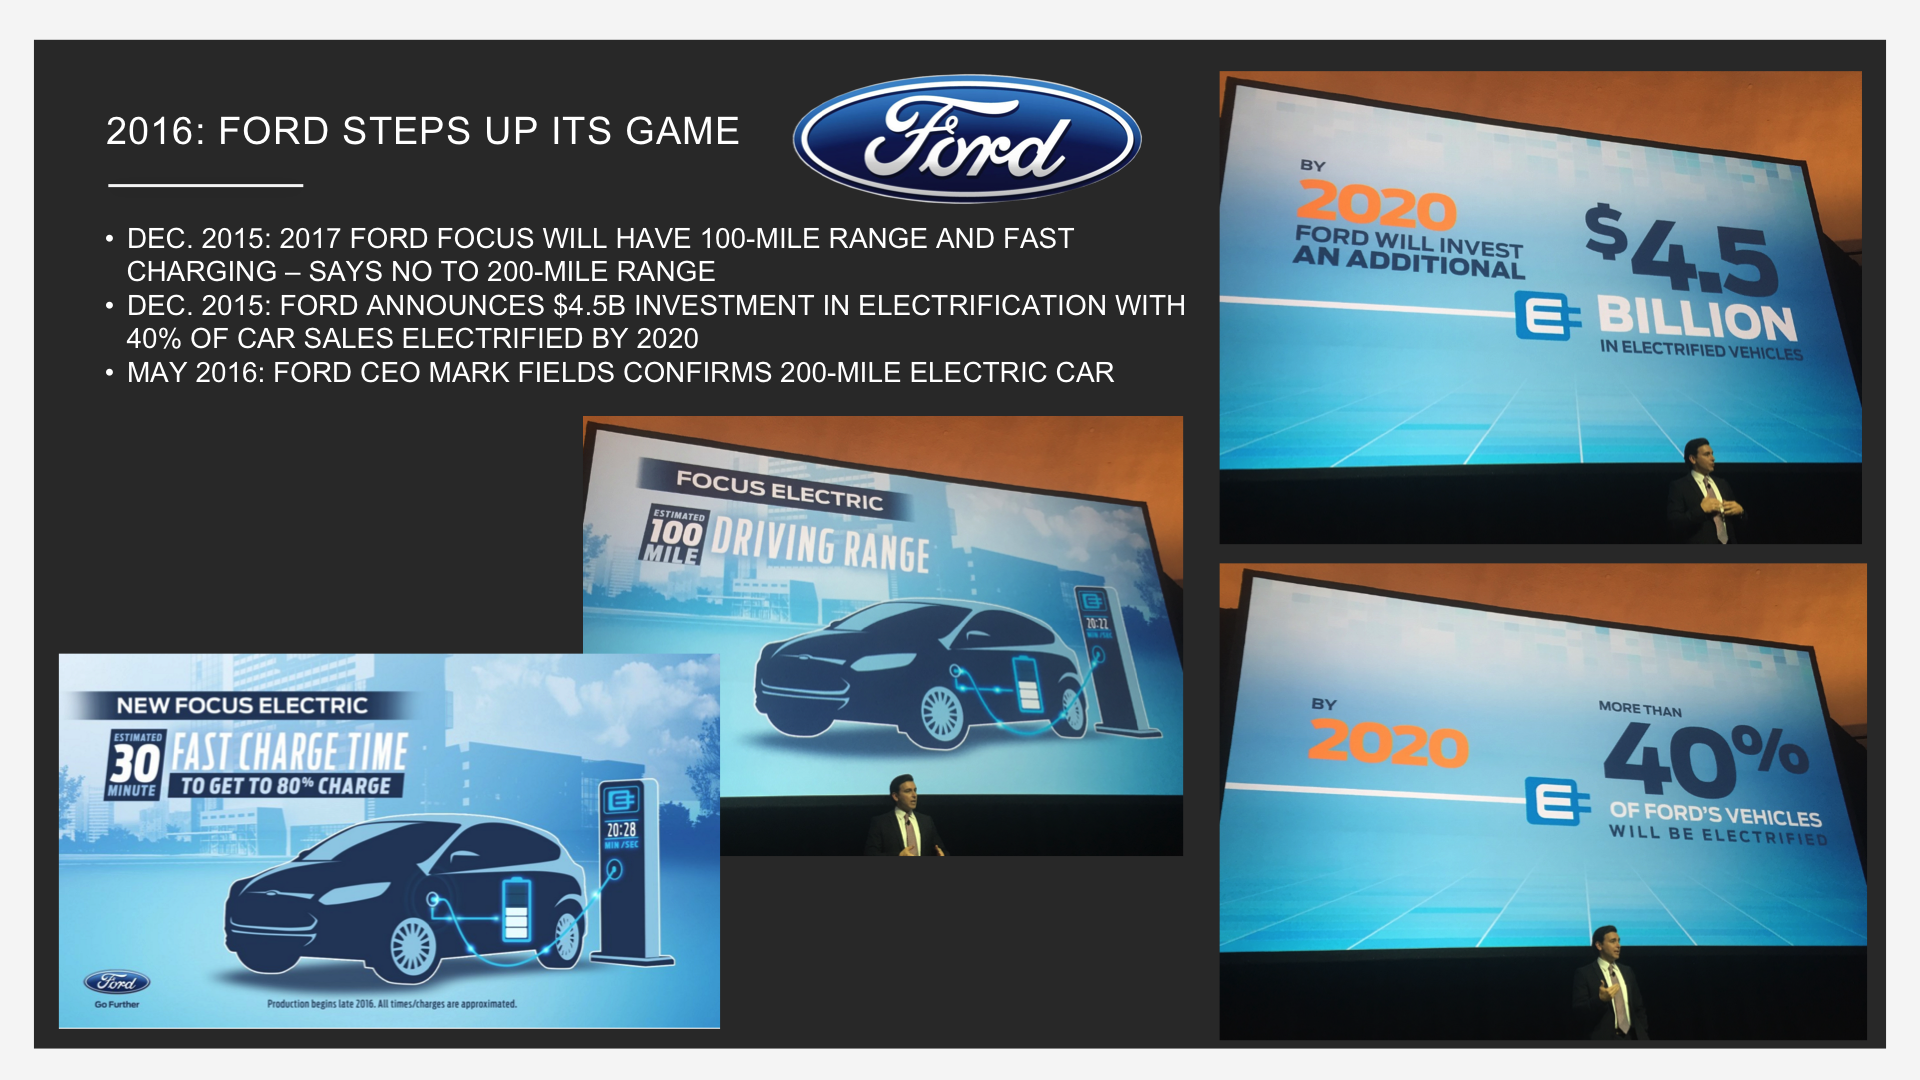 2016: FORD STEPS UP ITS GAME
Ford
• DEC. 2015: 2017 FORD FOCUS WILL HAVE 100-MILE RANGE AND FAST
CHARGING – SAYS NO TO 200-MILE RANGE
• DEC. 2015: FORD ANNOUNCES $4.5B INVESTMENT IN ELECTRIFICATION WITH
40% OF CAR SALES ELECTRIFIED BY 2020
• MAY 2016: FORD CEO MARK FIELDS CONFIRMS 200-MILE ELECTRIC CAR
BY
2020
FORD WILL INVEST
AN ADDITIONAL
$4.5
BILLION
IN ELECTRIFIED VEHICLES
FOCUS ELECTRIC
ESTIMATED
100
MILE
DRIVING RANGE
20:22
MIN/SEC
NEW FOCUS ELECTRIC
ESTIMATED
30
MINUTE
FAST CHARGE TIME
TO GET TO 80% CHARGE
20:28
MIN/SEC
Ford
Go Further
Production begins late 2016. All times/charges are approximated.
BY
2020
MORE THAN
40%
OF FORD'S VEHICLES
WILL BE ELECTRIFIED